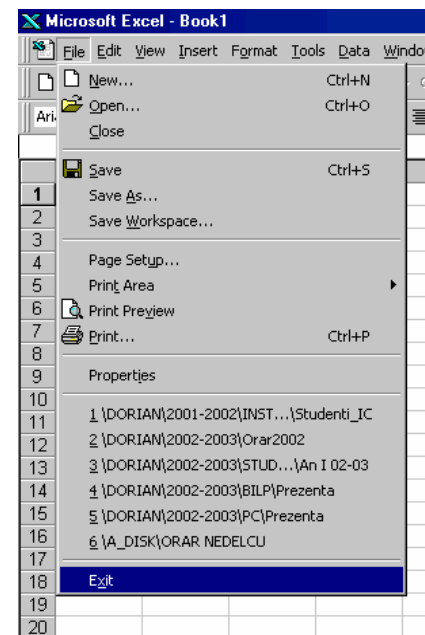 Microsoft Excel - Book1
File Edit View Insert Format Tools Data
New... Ctrl+N
Open... Ctrl+O
Close
Save Ctrl+S
Save As...
Save Workspace...
Page Setup...
Print Area
Print Preview
Print... Ctrl+P
Properties
1 \DORIAN\2001-2002\INST...\Studenti_IC
2 \DORIAN\2002-2003\Orar2002
3 \DORIAN\2002-2003\STUD...\An I 02-03
4 \DORIAN\2002-2003\BILP\Prezenta
5 \DORIAN\2002-2003\PC\Prezenta
6 \A_DISK\ORAR NEDELCU
Exit
1
2
3
4
5
6
7
8
9
10
11
12
13
14
15
16
17
18
19
20